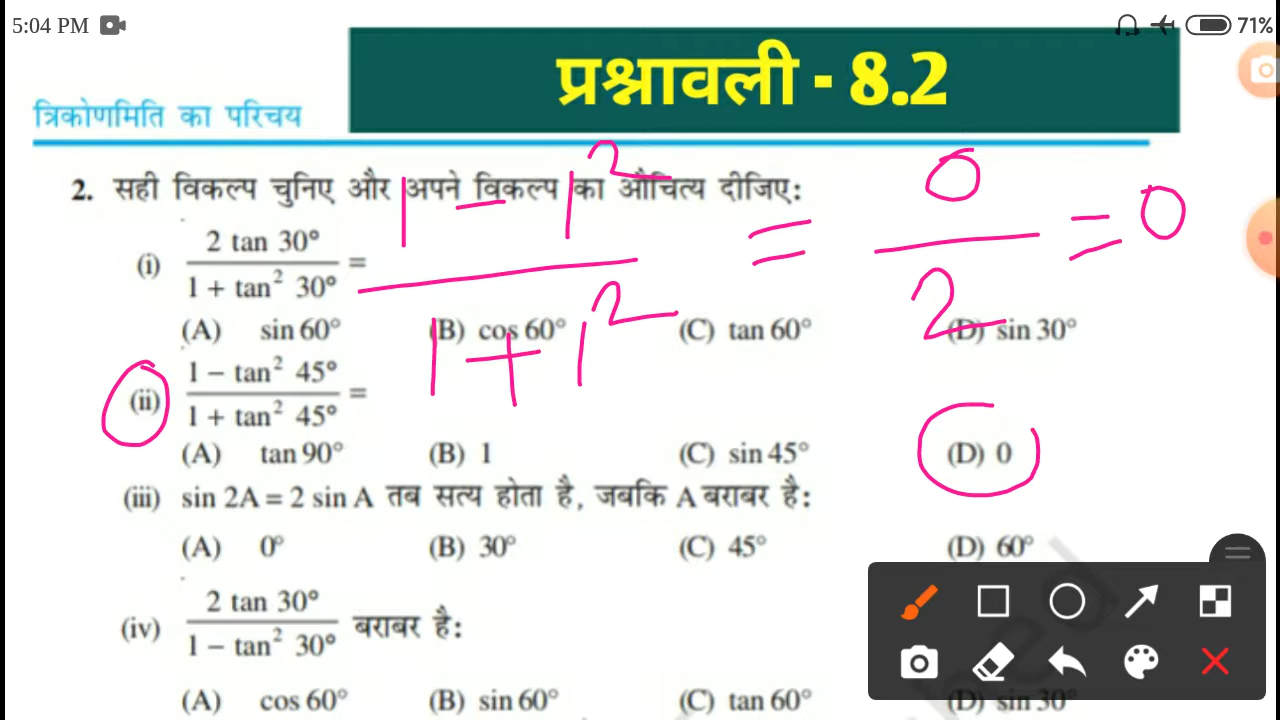 5:04 PM 71%
प्रश्नावली - 8.2
त्रिकोणमिति का परिचय
2. सही विकल्प चुनिए और अपने विकल्प का औचित्य दीजिए:
(i) 2 tan 30° / 1 + tan² 30° =
1 - 1² / 1 + 1² = 0 / 2 = 0
(A) sin 60° (B) cos 60° (C) tan 60° (D) sin 30°
(ii) 1 − tan² 45° / 1 + tan² 45° =
(A) tan 90° (B) 1 (C) sin 45° (D) 0
(iii) sin 2A = 2 sin A तब सत्य होता है, जबकि A बराबर है:
(A) 0° (B) 30° (C) 45° (D) 60°
(iv) 2 tan 30° / 1 − tan² 30° बराबर है:
(A) cos 60° (B) sin 60° (C) tan 60° (D) sin 30°